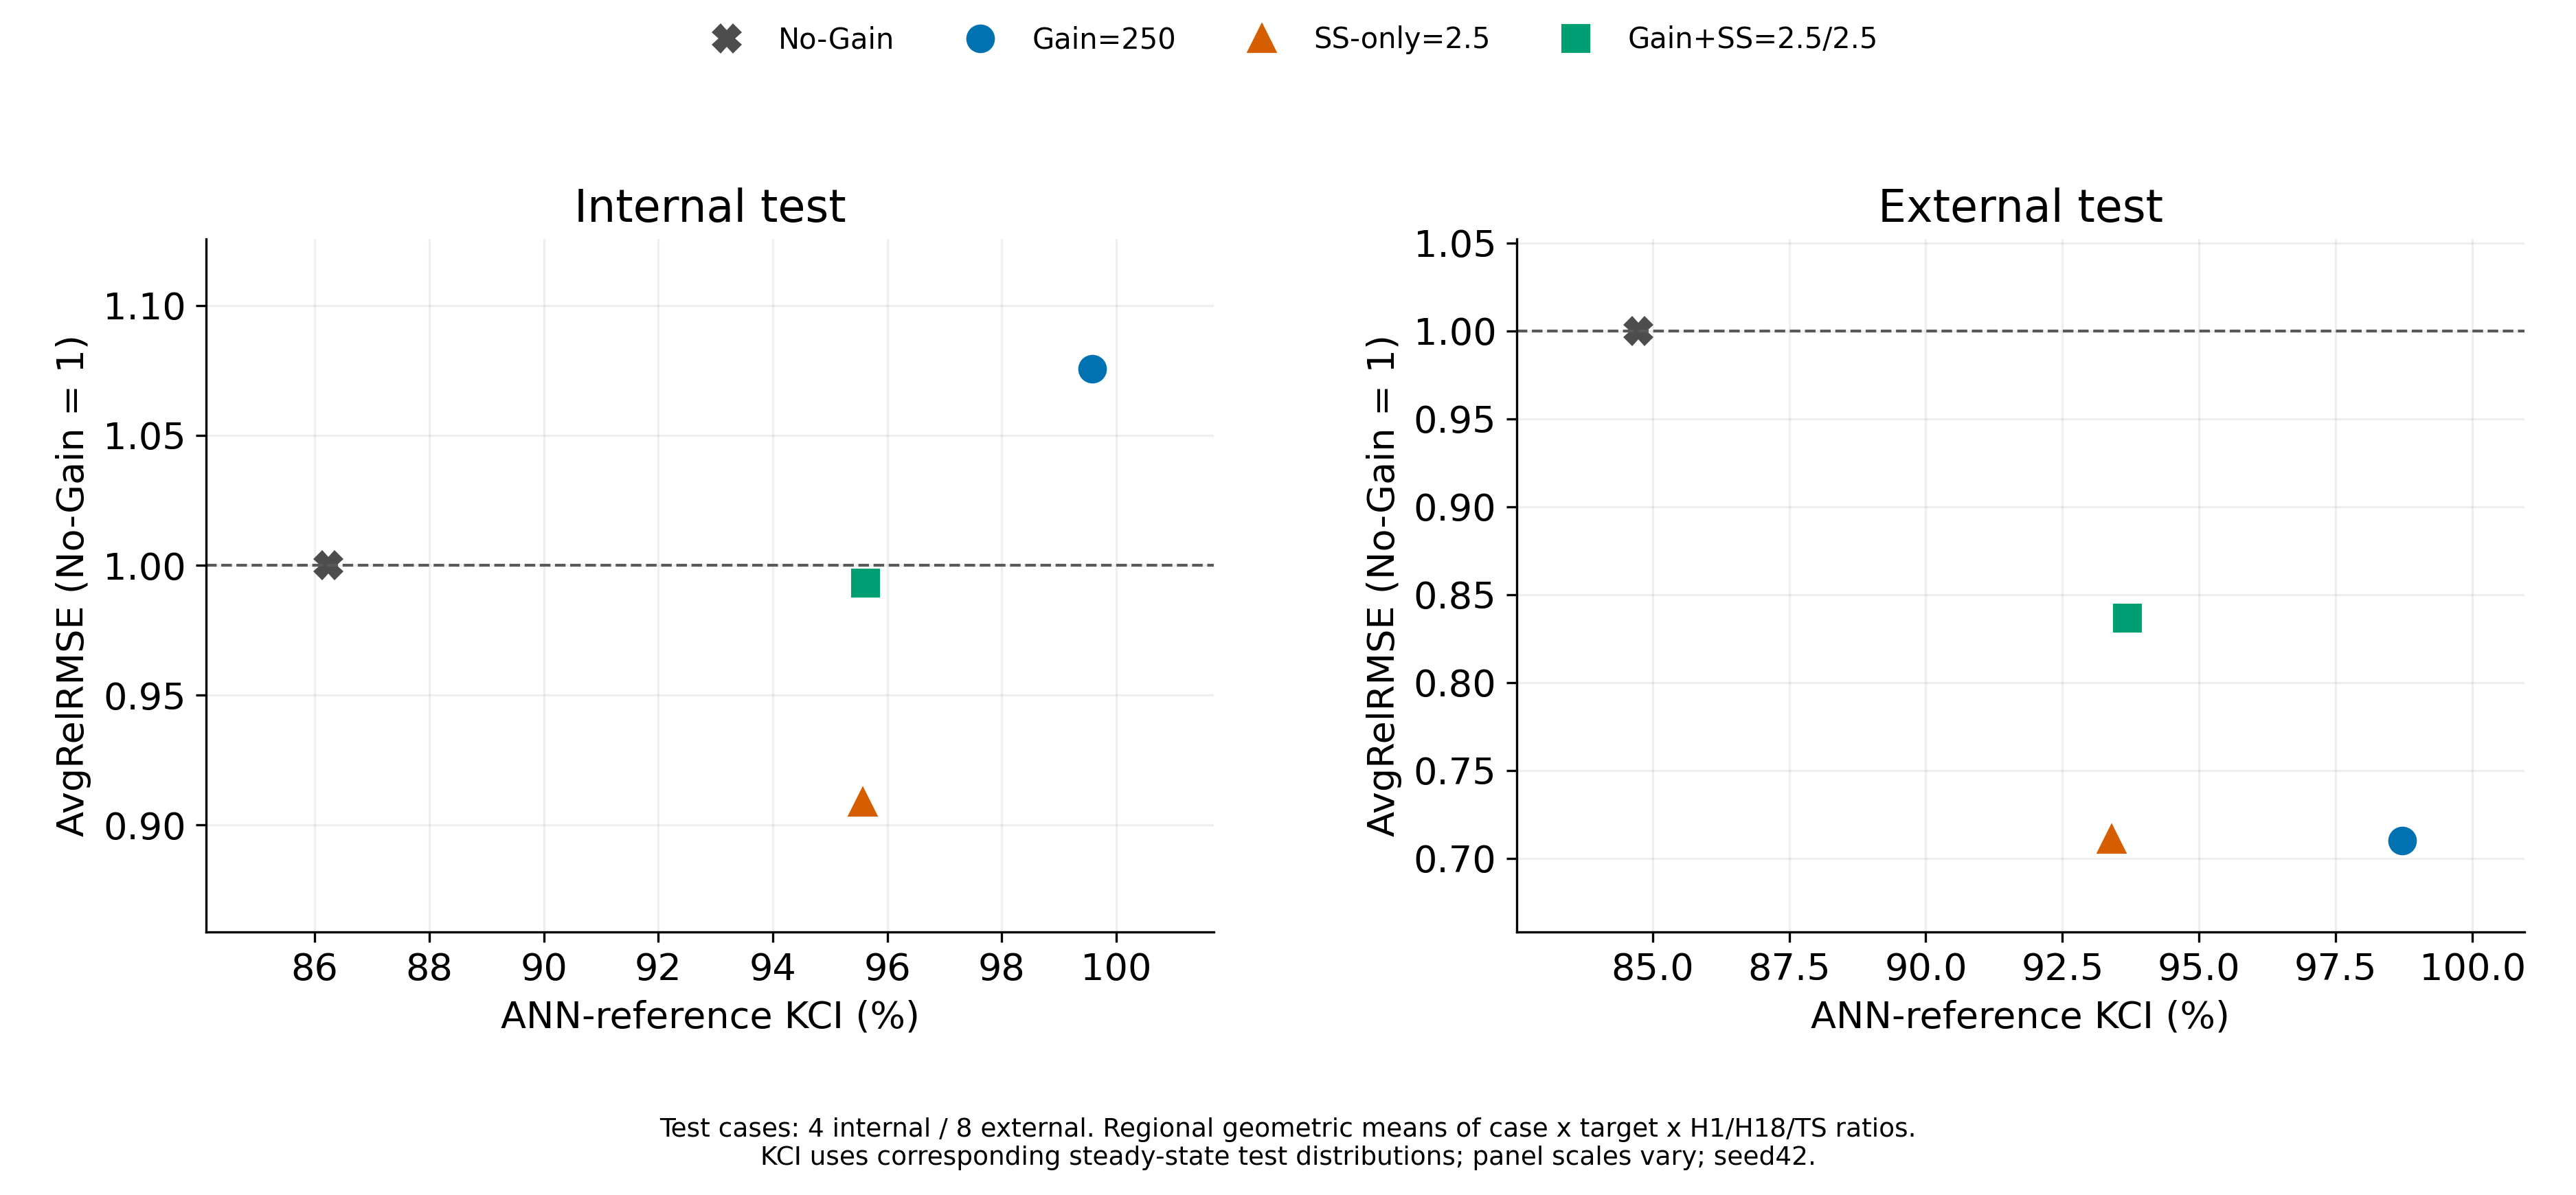 No-Gain
Gain=250
SS-only=2.5
Gain+SS=2.5/2.5
Internal test
AvgRelRMSE (No-Gain = 1)
1.10
1.05
1.00
0.95
0.90
86 88 90 92 94 96 98 100
ANN-reference KCI (%)
External test
AvgRelRMSE (No-Gain = 1)
1.05
1.00
0.95
0.90
0.85
0.80
0.75
0.70
85.0 87.5 90.0 92.5 95.0 97.5 100.0
ANN-reference KCI (%)
Test cases: 4 internal / 8 external. Regional geometric means of case x target x H1/H18/TS ratios.
KCI uses corresponding steady-state test distributions; panel scales vary; seed42.